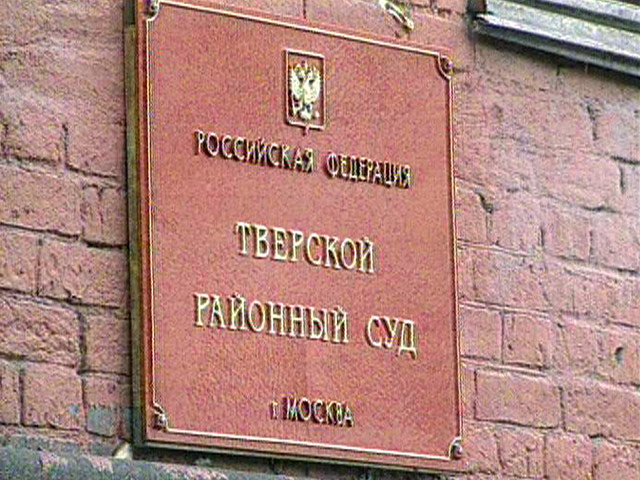 РОССИЙСКАЯ ФЕДЕРАЦИЯ
ТВЕРСКОЙ
РАЙОННЫЙ СУД
г МОСКВА